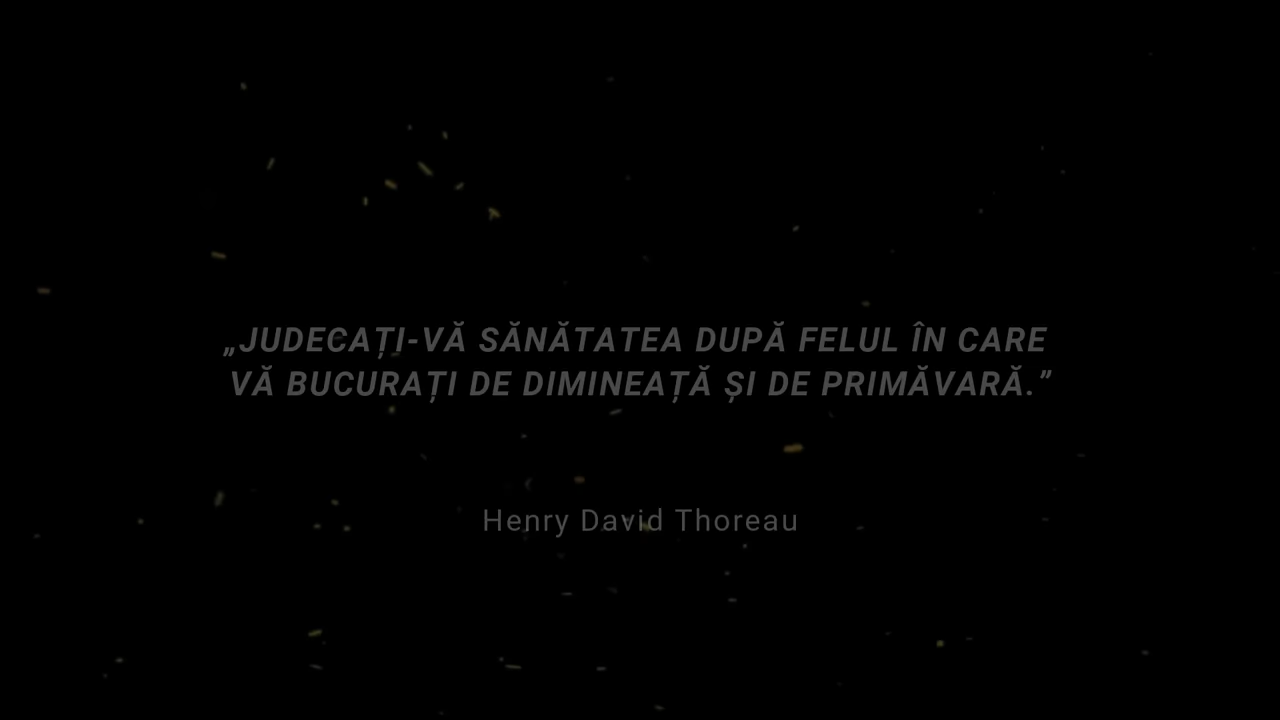 „JUDECAȚI-VĂ SĂNĂTATEA DUPĂ FELUL ÎN CARE
VĂ BUCURAȚI DE DIMINEAȚĂ ȘI DE PRIMĂVARĂ.”
Henry David Thoreau